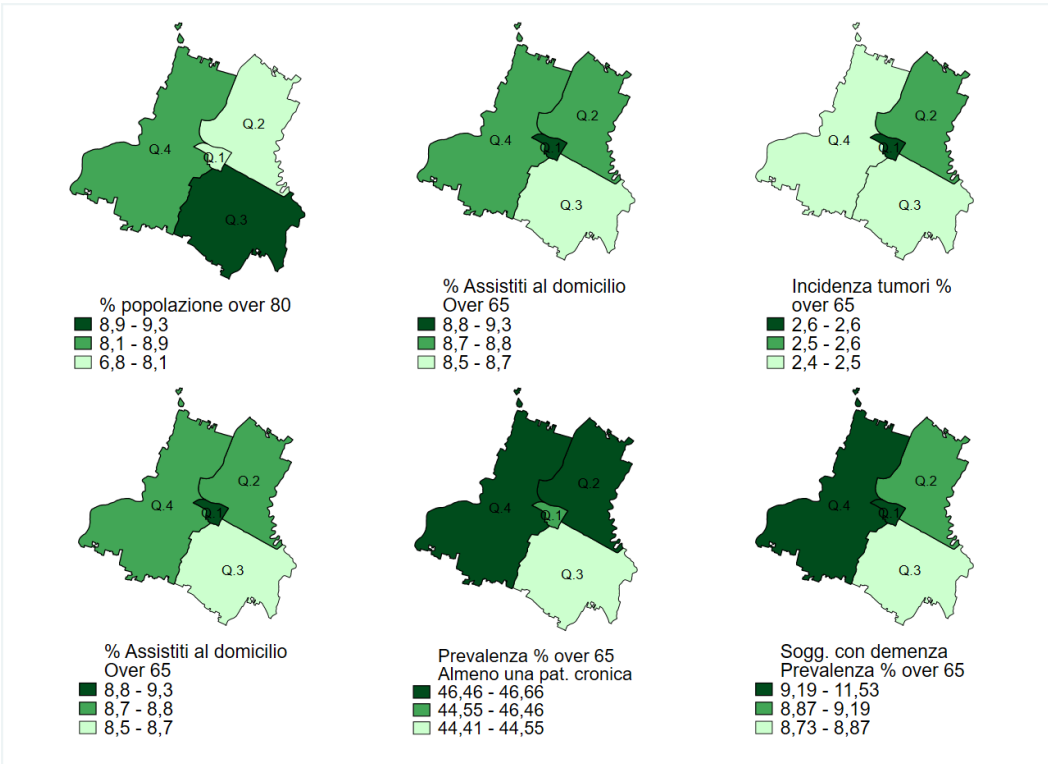 Q.2
Q.4
Q.1
Q.3
% popolazione over 80
8,9 - 9,3
8,1 - 8,9
6,8 - 8,1
Q.2
Q.4
Q.1
Q.3
% Assistiti al domicilio
Over 65
8,8 - 9,3
8,7 - 8,8
8,5 - 8,7
Q.2
Q.4
Q.1
Q.3
Incidenza tumori %
over 65
2,6 - 2,6
2,5 - 2,6
2,4 - 2,5
Q.2
Q.4
Q.1
Q.3
% Assistiti al domicilio
Over 65
8,8 - 9,3
8,7 - 8,8
8,5 - 8,7
Q.2
Q.4
Q.1
Q.3
Prevalenza % over 65
Almeno una pat. cronica
46,46 - 46,66
44,55 - 46,46
44,41 - 44,55
Q.2
Q.4
Q.1
Q.3
Sogg. con demenza
Prevalenza % over 65
9,19 - 11,53
8,87 - 9,19
8,73 - 8,87